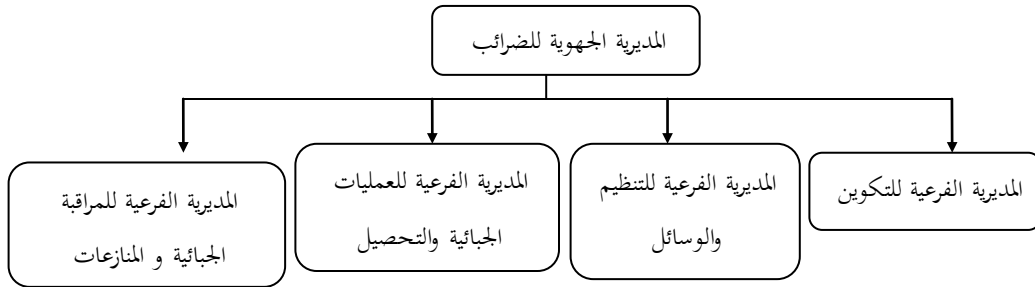 المديرية الجهوية للضرائب
المديرية الفرعية للتكوين
المديرية الفرعية للتنظيم
والوسائل
المديرية الفرعية للعمليات
الجبائية والتحصيل
المديرية الفرعية للمراقبة
الجبائية و المنازعات